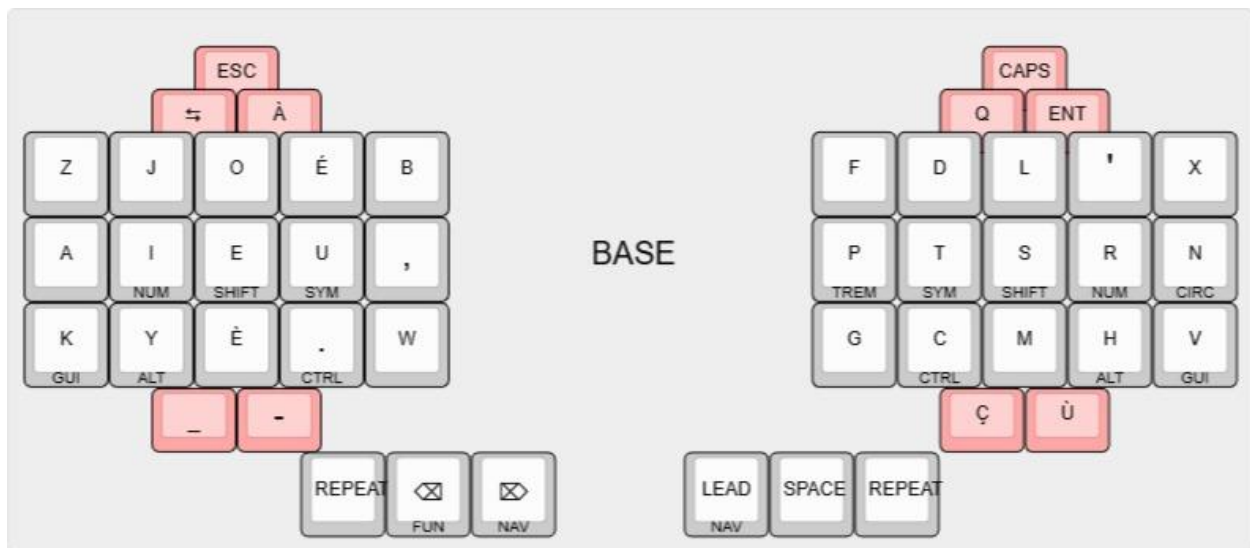 ESC CAPS
⇆ À Q ENT
Z J O É B F D L ' X
A I E U , BASE P T S R N
NUM SHIFT SYM TREM SYM SHIFT NUM CIRC
K Y È . W G C M H V
GUI ALT CTRL CTRL ALT GUI
_ - Ç Ù
REPEAT ⌫ ⌦ LEAD SPACE REPEAT
FUN NAV NAV